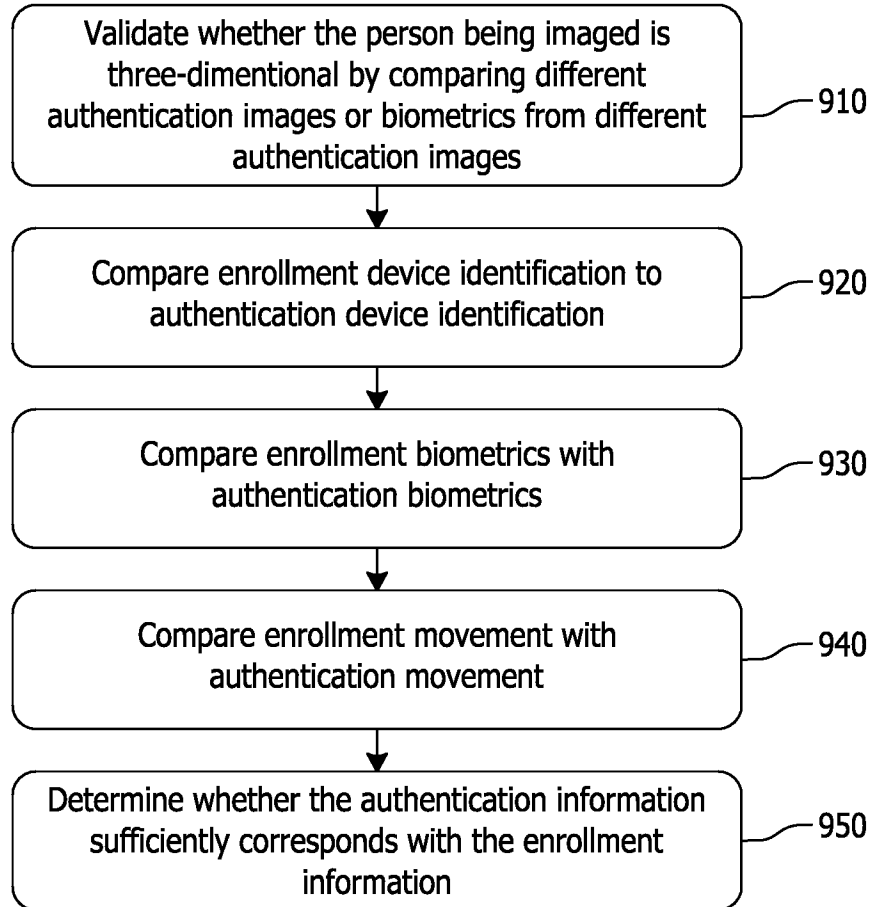 Validate whether the person being imaged is
three-dimentional by comparing different
authentication images or biometrics from different
authentication images
910
Compare enrollment device identification to
authentication device identification
920
Compare enrollment biometrics with
authentication biometrics
930
Compare enrollment movement with
authentication movement
940
Determine whether the authentication information
sufficiently corresponds with the enrollment
information
950